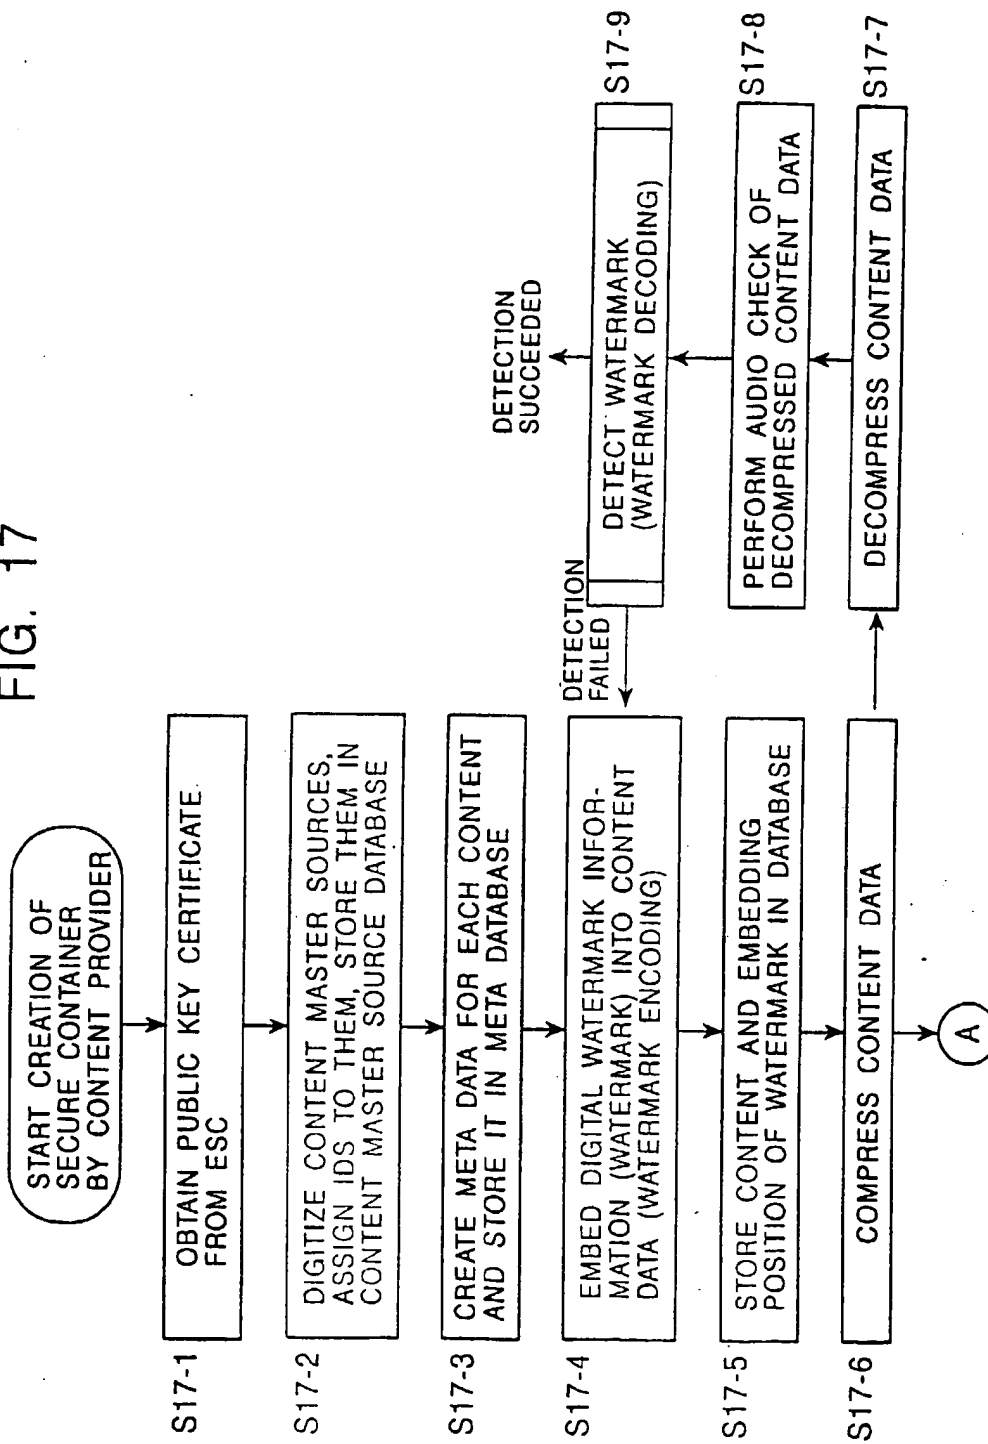 FIG. 17
START CREATION OF
SECURE CONTAINER
BY CONTENT PROVIDER
S17-1
OBTAIN PUBLIC KEY CERTIFICATE
FROM ESC
S17-2
DIGITIZE CONTENT MASTER SOURCES,
ASSIGN IDS TO THEM, STORE THEM IN
CONTENT MASTER SOURCE DATABASE
S17-3
CREATE META DATA FOR EACH CONTENT
AND STORE IT IN META DATABASE
S17-4
EMBED DIGITAL WATERMARK INFOR-
MATION (WATERMARK) INTO CONTENT
DATA (WATERMARK ENCODING)
S17-5
STORE CONTENT AND EMBEDDING
POSITION OF WATERMARK IN DATABASE
S17-6
COMPRESS CONTENT DATA
A
DETECTION
SUCCEEDED
DETECTION
FAILED
DETECT WATERMARK
(WATERMARK DECODING)
S17-9
PERFORM AUDIO CHECK OF
DECOMPRESSED CONTENT DATA
S17-8
DECOMPRESS CONTENT DATA
S17-7